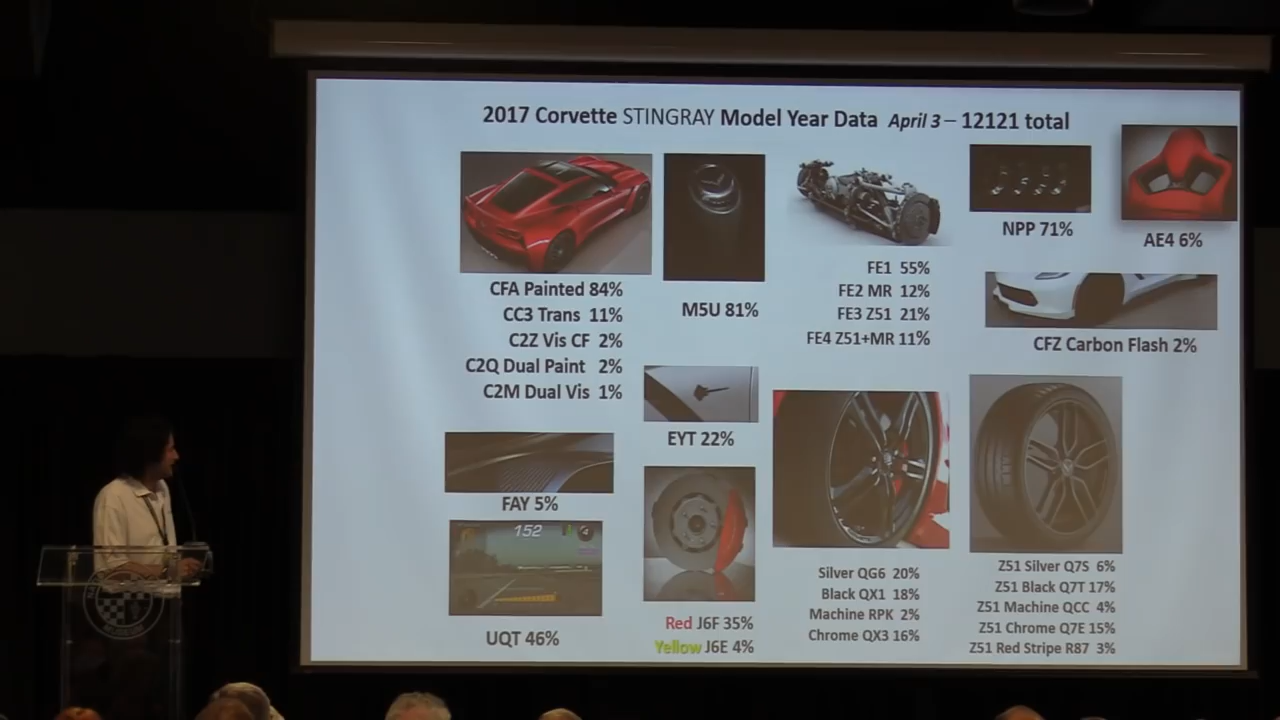 2017 Corvette STINGRAY Model Year Data April 3 – 12121 total
CFA Painted 84%
CC3 Trans 11%
C2Z Vis CF 2%
C2Q Dual Paint 2%
C2M Dual Vis 1%
M5U 81%
FE1 55%
FE2 MR 12%
FE3 Z51 21%
FE4 Z51+MR 11%
NPP 71%
AE4 6%
CFZ Carbon Flash 2%
EYT 22%
FAY 5%
152
UQT 46%
Red J6F 35%
Yellow J6E 4%
Silver QG6 20%
Black QX1 18%
Machine RPK 2%
Chrome QX3 16%
Z51 Silver Q7S 6%
Z51 Black Q7T 17%
Z51 Machine QCC 4%
Z51 Chrome Q7E 15%
Z51 Red Stripe R87 3%